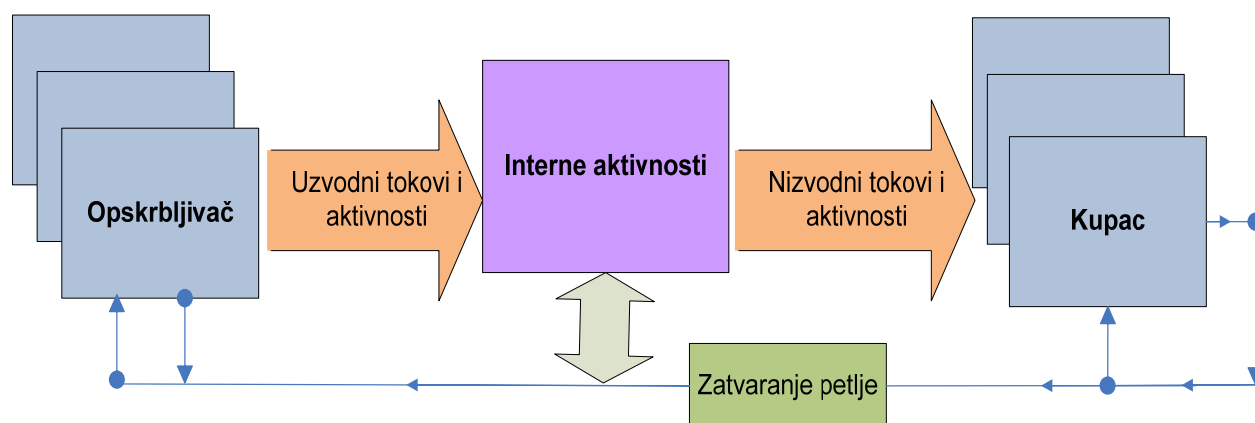 Opskrbljivač
Uzvodni tokovi i
aktivnosti
Interne aktivnosti
Nizvodni tokovi i
aktivnosti
Kupac
Zatvaranje petlje